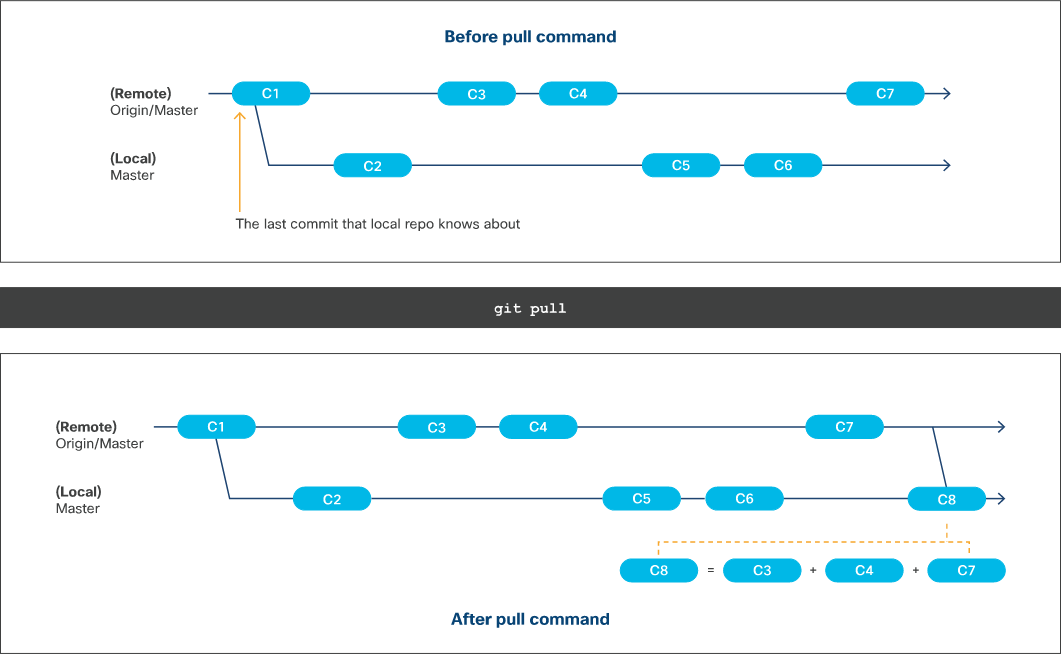 Before pull command
(Remote)
Origin/Master
C1
C3
C4
C7
(Local)
Master
C2
C5
C6
The last commit that local repo knows about
git pull
(Remote)
Origin/Master
C1
C3
C4
C7
(Local)
Master
C2
C5
C6
C8
C8 = C3 + C4 + C7
After pull command